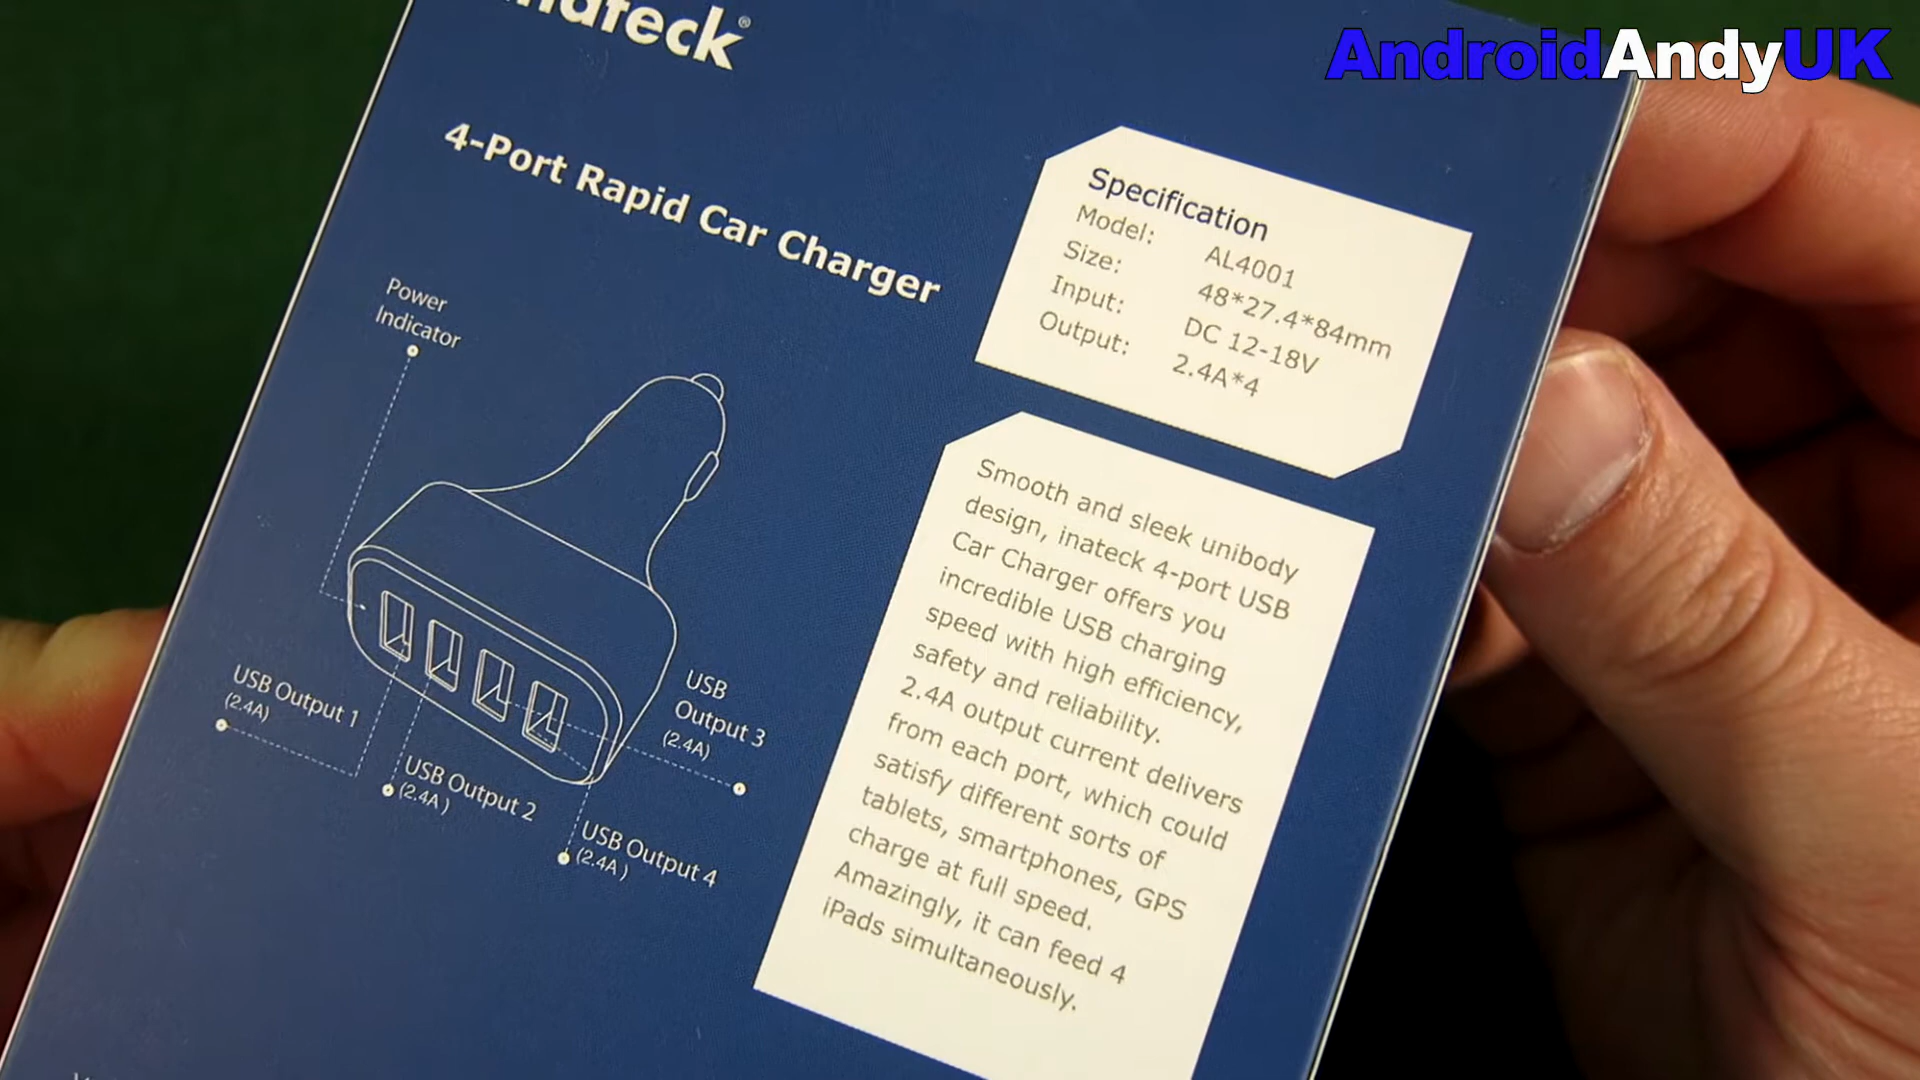 AndroidAndyUK
inateck®
4-Port Rapid Car Charger
Power
Indicator
USB Output 1
(2.4A)
USB Output 2
(2.4A )
USB
Output 3
(2.4A)
USB Output 4
(2.4A )
Specification
Model: AL4001
Size: 48*27.4*84mm
Input: DC 12-18V
Output: 2.4A*4
Smooth and sleek unibody
design, inateck 4-port USB
Car Charger offers you
incredible USB charging
speed with high efficiency,
safety and reliability.
2.4A output current delivers
from each port, which could
satisfy different sorts of
tablets, smartphones, GPS
charge at full speed.
Amazingly, it can feed 4
iPads simultaneously.